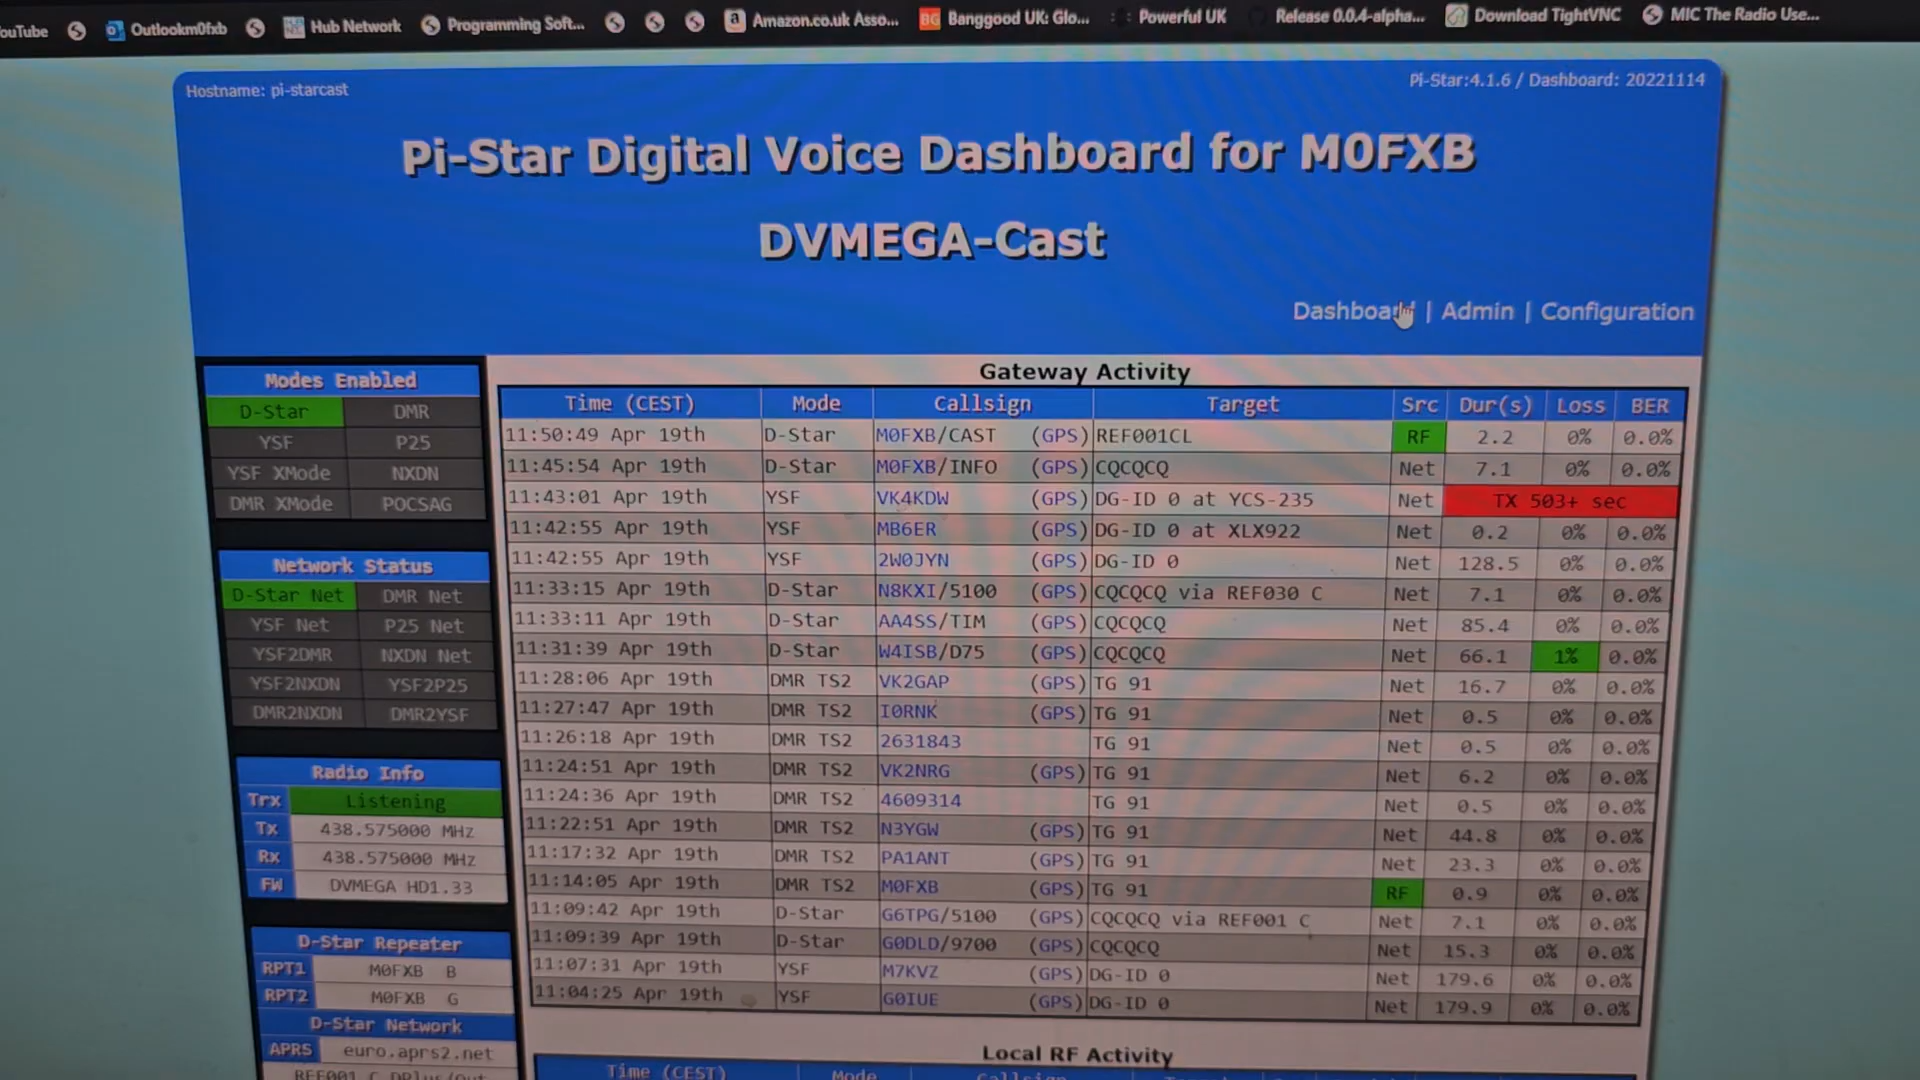 ouTube Outlookm0fxb Hub Network Programming Soft... Amazon.co.uk Asso... Banggood UK: Glo... Powerful UK Release 0.0.4-alpha... Download TightVNC MIC The Radio Use...
Hostname: pi-starcast
Pi-Star:4.1.6 / Dashboard: 20221114
Pi-Star Digital Voice Dashboard for M0FXB
DVMEGA-Cast
Dashboard | Admin | Configuration
Modes Enabled
D-Star DMR
YSF P25
YSF XMode NXDN
DMR XMode POCSAG
Network Status
D-Star Net DMR Net
YSF Net P25 Net
YSF2DMR NXDN Net
YSF2NXDN YSF2P25
DMR2NXDN DMR2YSF
Radio Info
Trx Listening
Tx 438.575000 MHz
Rx 438.575000 MHz
FW DVMEGA HD1.33
D-Star Repeater
RPT1 M0FXB B
RPT2 M0FXB G
D-Star Network
APRS euro.aprs2.net
REF001 C DPlus/Out
Gateway Activity
Time (CEST) Mode Callsign Target Src Dur(s) Loss BER
11:50:49 Apr 19th D-Star M0FXB/CAST (GPS) REF001CL RF 2.2 0% 0.0%
11:45:54 Apr 19th D-Star M0FXB/INFO (GPS) CQCQCQ Net 7.1 0% 0.0%
11:43:01 Apr 19th YSF VK4KDW (GPS) DG-ID 0 at YCS-235 Net TX 503+ sec
11:42:55 Apr 19th YSF MB6ER (GPS) DG-ID 0 at XLX922 Net 0.2 0% 0.0%
11:42:55 Apr 19th YSF 2W0JYN (GPS) DG-ID 0 Net 128.5 0% 0.0%
11:33:15 Apr 19th D-Star N8KXI/5100 (GPS) CQCQCQ via REF030 C Net 7.1 0% 0.0%
11:33:11 Apr 19th D-Star AA4SS/TIM (GPS) CQCQCQ Net 85.4 0% 0.0%
11:31:39 Apr 19th D-Star W4ISB/D75 (GPS) CQCQCQ Net 66.1 1% 0.0%
11:28:06 Apr 19th DMR TS2 VK2GAP (GPS) TG 91 Net 16.7 0% 0.0%
11:27:47 Apr 19th DMR TS2 I0RNK (GPS) TG 91 Net 0.5 0% 0.0%
11:26:18 Apr 19th DMR TS2 2631843 TG 91 Net 0.5 0% 0.0%
11:24:51 Apr 19th DMR TS2 VK2NRG (GPS) TG 91 Net 6.2 0% 0.0%
11:24:36 Apr 19th DMR TS2 4609314 TG 91 Net 0.5 0% 0.0%
11:22:51 Apr 19th DMR TS2 N3YGW (GPS) TG 91 Net 44.8 0% 0.0%
11:17:32 Apr 19th DMR TS2 PA1ANT (GPS) TG 91 Net 23.3 0% 0.0%
11:14:05 Apr 19th DMR TS2 M0FXB (GPS) TG 91 RF 0.9 0% 0.0%
11:09:42 Apr 19th D-Star G6TPG/5100 (GPS) CQCQCQ via REF001 C Net 7.1 0% 0.0%
11:09:39 Apr 19th D-Star G0DLD/9700 (GPS) CQCQCQ Net 15.3 0% 0.0%
11:07:31 Apr 19th YSF M7KVZ (GPS) DG-ID 0 Net 179.6 0% 0.0%
11:04:25 Apr 19th YSF G0IUE (GPS) DG-ID 0 Net 179.9 0% 0.0%
Local RF Activity
Time (CEST) Mode Callsign